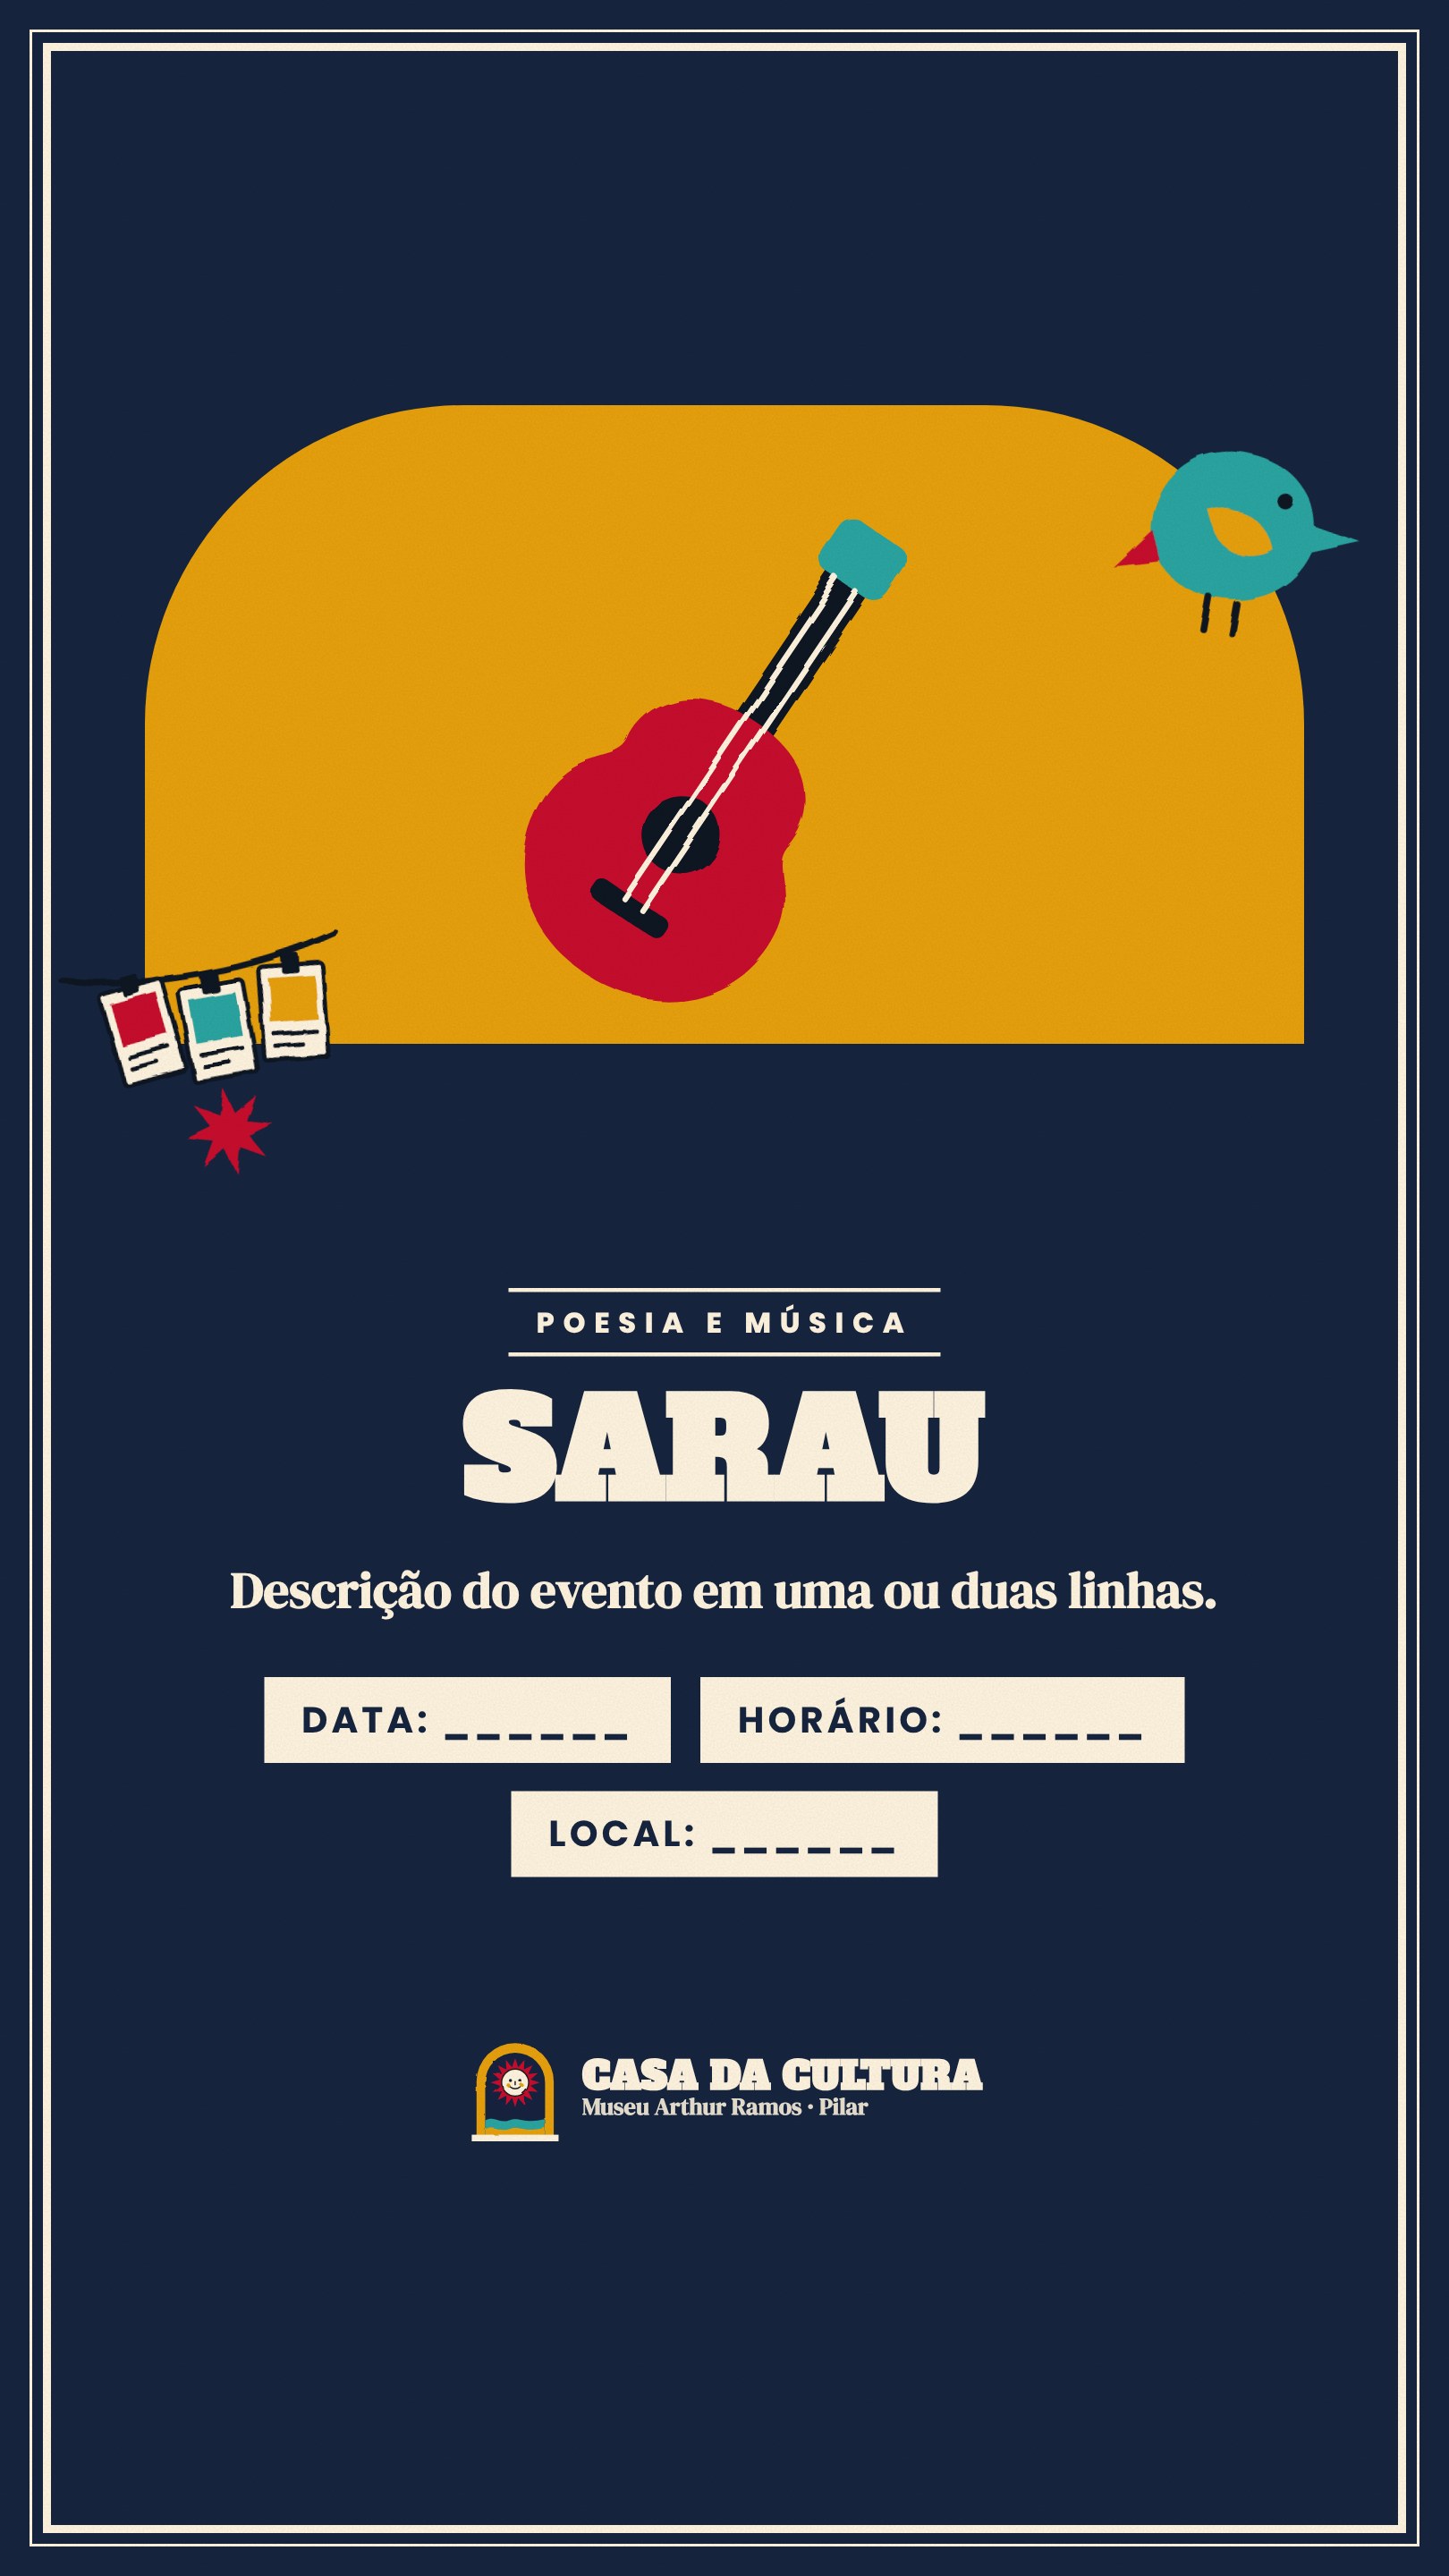 POESIA E MÚSICA
SARAU
Descrição do evento em uma ou duas linhas.
DATA: ______ HORÁRIO: ______
LOCAL: ______
CASA DA CULTURA
Museu Arthur Ramos • Pilar